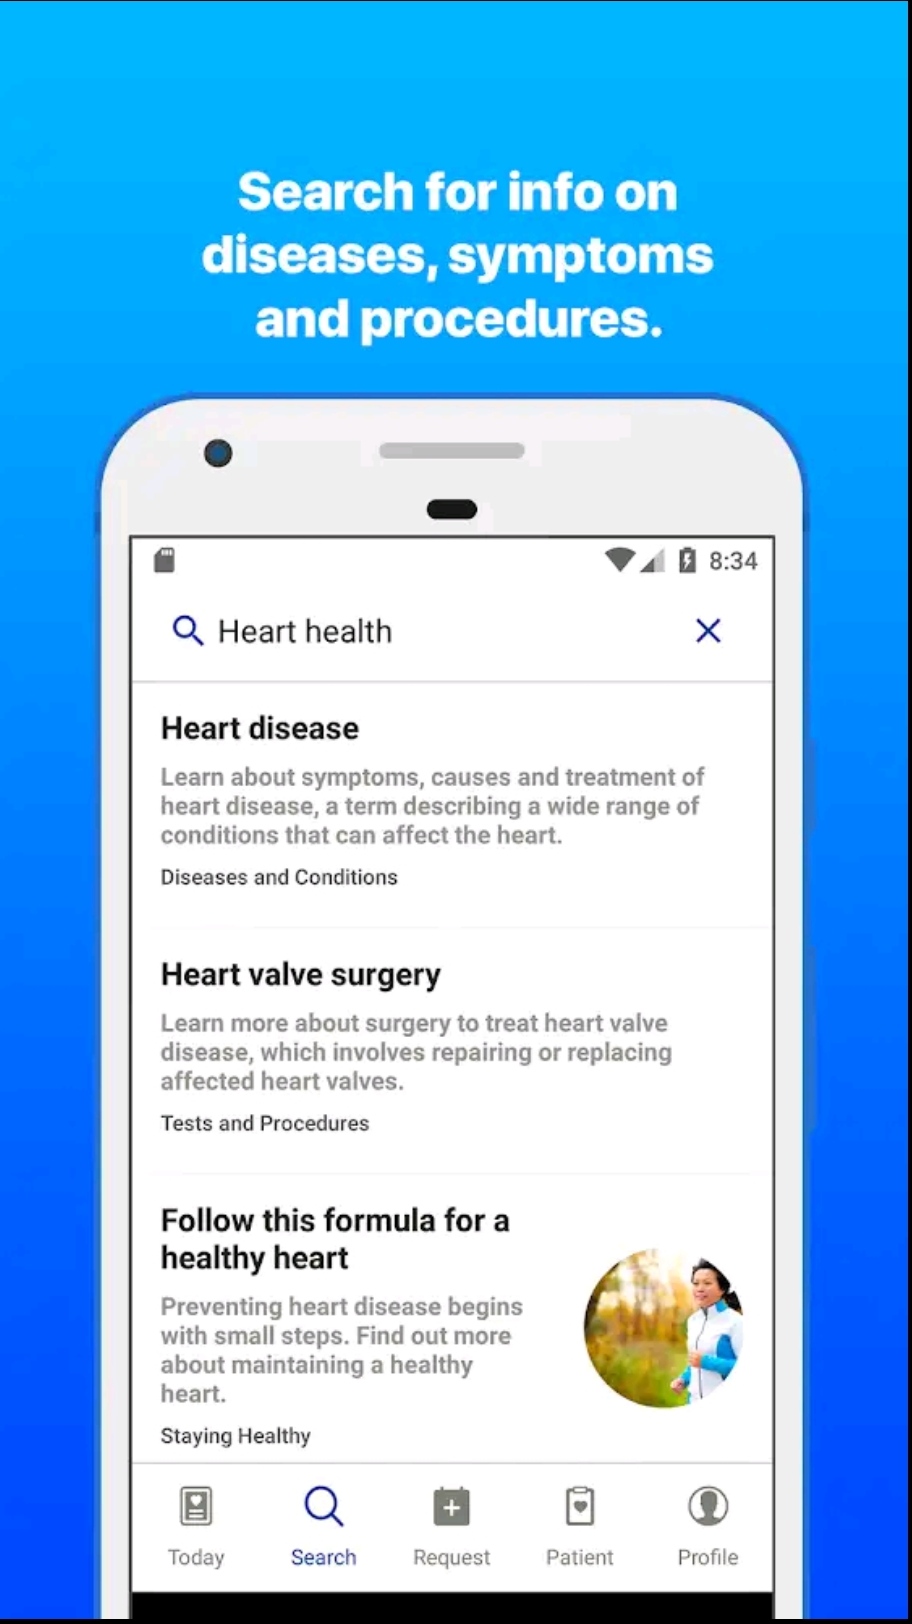 Search for info on
diseases, symptoms
and procedures.
8:34
Heart health
Heart disease
Learn about symptoms, causes and treatment of
heart disease, a term describing a wide range of
conditions that can affect the heart.
Diseases and Conditions
Heart valve surgery
Learn more about surgery to treat heart valve
disease, which involves repairing or replacing
affected heart valves.
Tests and Procedures
Follow this formula for a
healthy heart
Preventing heart disease begins
with small steps. Find out more
about maintaining a healthy
heart.
Staying Healthy
Today
Search
Request
Patient
Profile